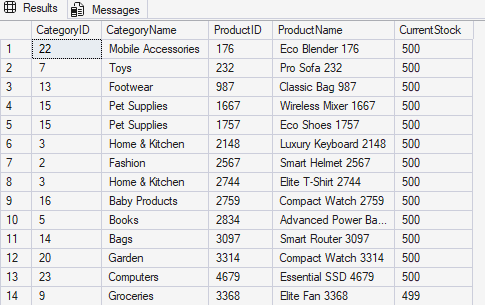 Results Messages
CategoryID CategoryName ProductID ProductName CurrentStock
1 22 Mobile Accessories 176 Eco Blender 176 500
2 7 Toys 232 Pro Sofa 232 500
3 13 Footwear 987 Classic Bag 987 500
4 15 Pet Supplies 1667 Wireless Mixer 1667 500
5 15 Pet Supplies 1757 Eco Shoes 1757 500
6 3 Home & Kitchen 2148 Luxury Keyboard 2148 500
7 2 Fashion 2567 Smart Helmet 2567 500
8 3 Home & Kitchen 2744 Elite T-Shirt 2744 500
9 16 Baby Products 2759 Compact Watch 2759 500
10 5 Books 2834 Advanced Power Ba... 500
11 14 Bags 3097 Smart Router 3097 500
12 20 Garden 3314 Compact Watch 3314 500
13 23 Computers 4679 Essential SSD 4679 500
14 9 Groceries 3368 Elite Fan 3368 499